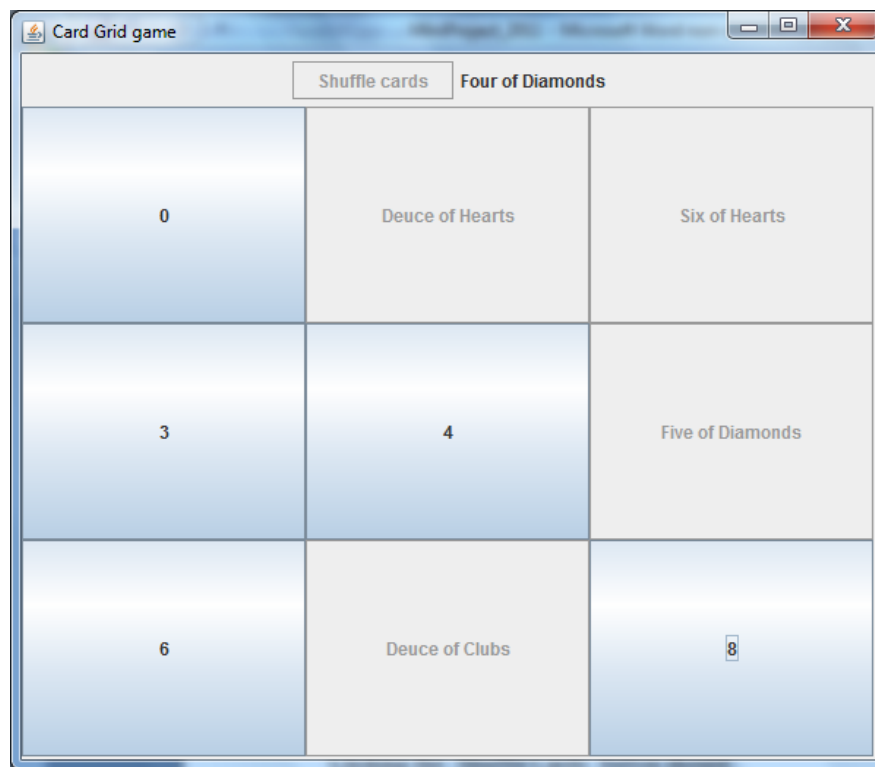 Card Grid game
Shuffle cards Four of Diamonds
0 Deuce of Hearts Six of Hearts
3 4 Five of Diamonds
6 Deuce of Clubs 8